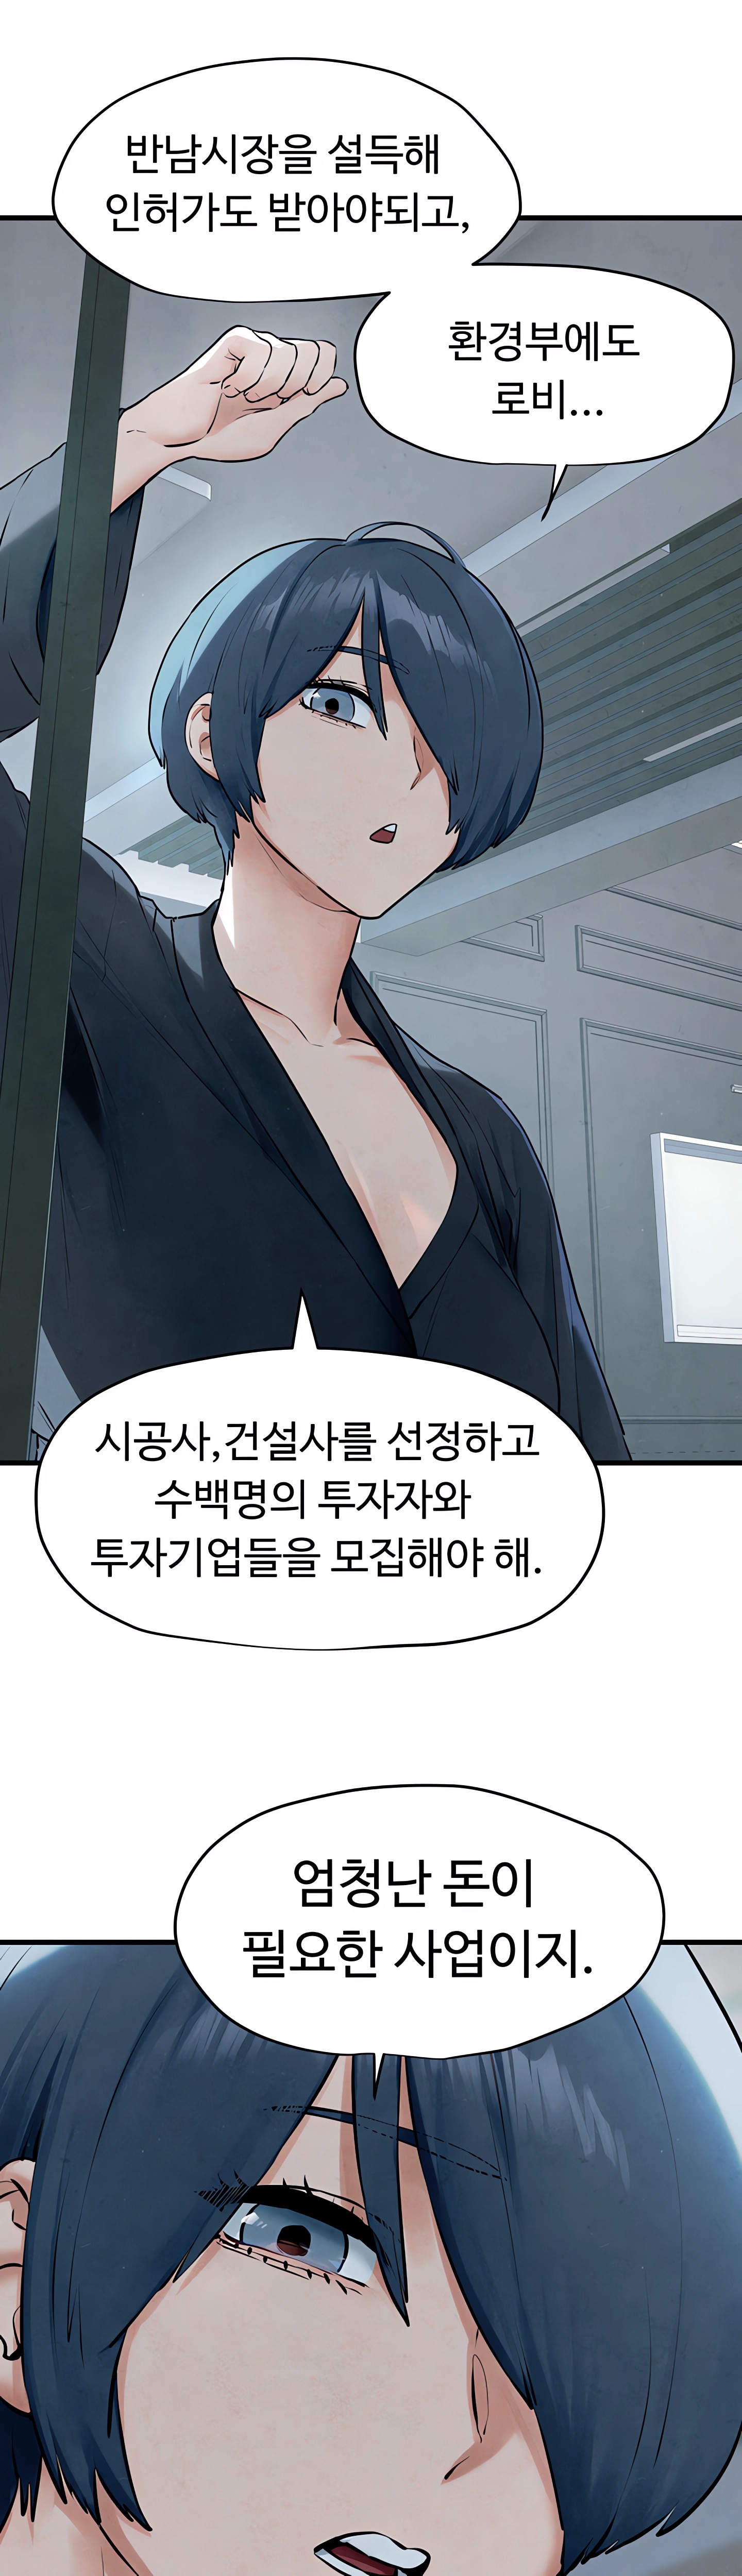 반남시장을 설득해
인허가도 받아야되고,
환경부에도
로비...
시공사,건설사를 선정하고
수백명의 투자자와
투자기업들을 모집해야 해.
엄청난 돈이
필요한 사업이지.